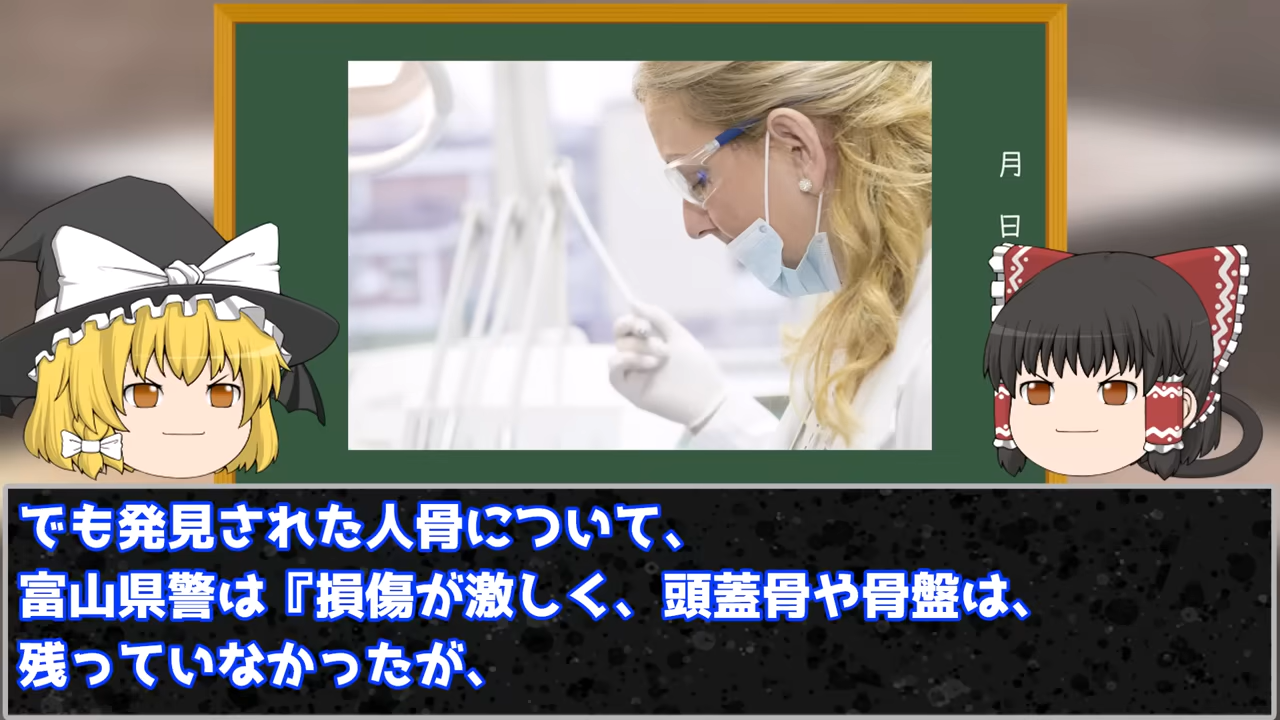 月
日
でも発見された人骨について、
富山県警は『損傷が激しく、頭蓋骨や骨盤は、
残っていなかったが、